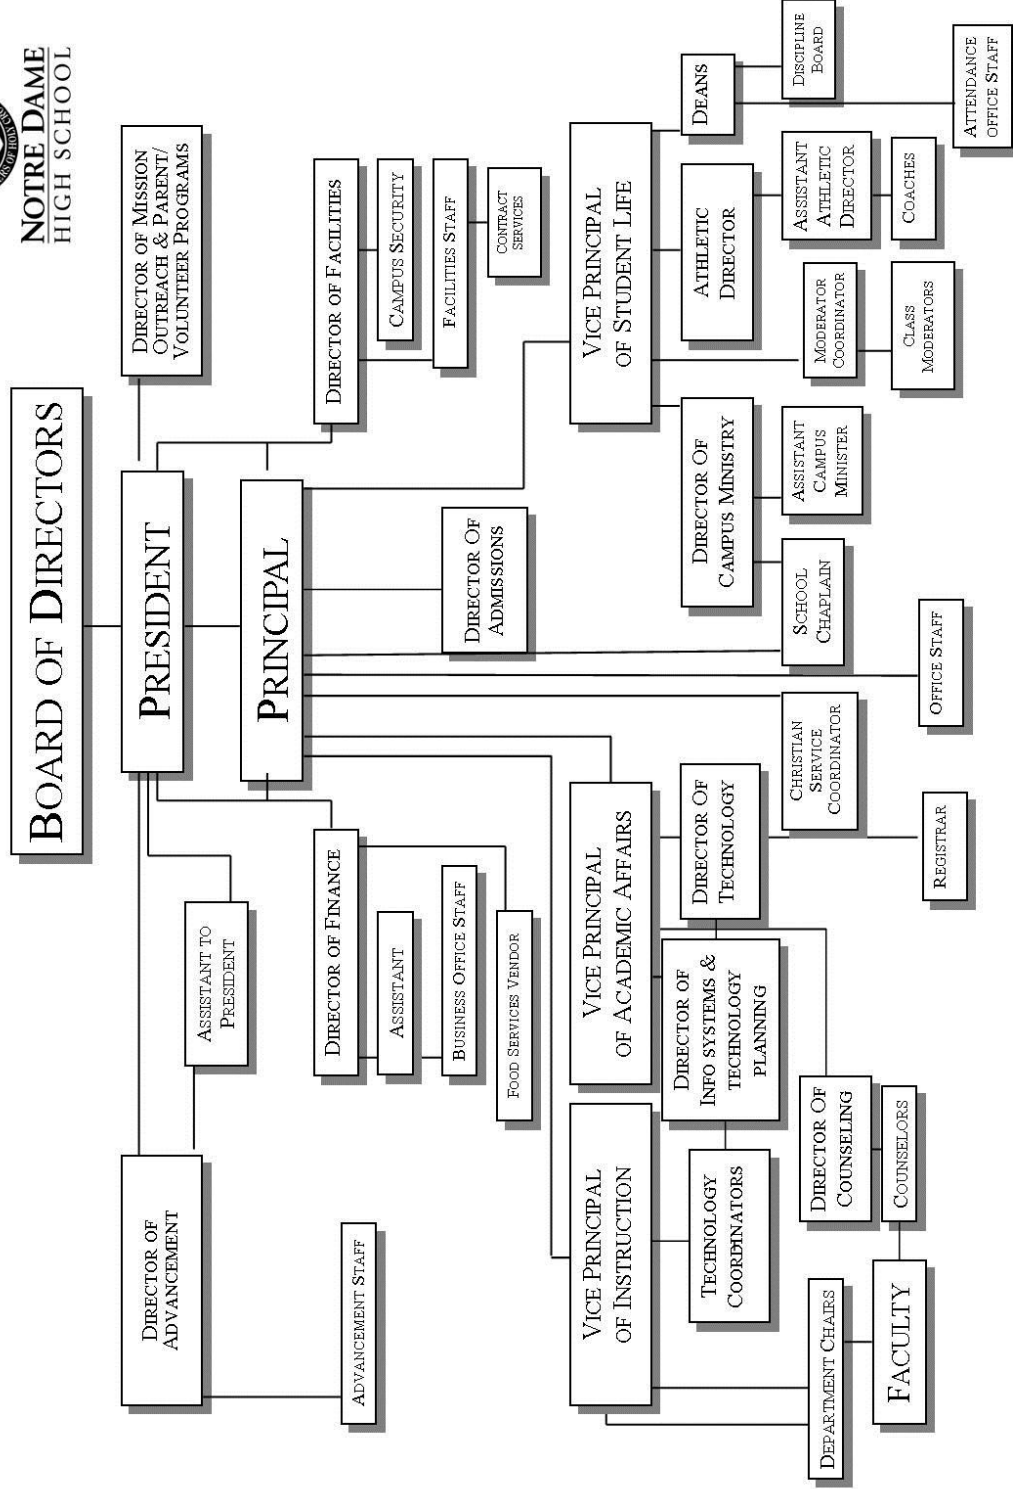 OF HOLY
NOTRE DAME
HIGH SCHOOL
BOARD OF DIRECTORS
DIRECTOR OF
ADVANCEMENT
PRESIDENT
DIRECTOR OF MISSION
OUTREACH & PARENT/
VOLUNTEER PROGRAMS
ASSISTANT TO
PRESIDENT
PRINCIPAL
ADVANCEMENT STAFF
DIRECTOR OF FINANCE
DIRECTOR OF FACILITIES
ASSISTANT
CAMPUS SECURITY
BUSINESS OFFICE STAFF
FACILITIES STAFF
FOOD SERVICES VENDOR
DIRECTOR OF
ADMISSIONS
CONTRACT
SERVICES
VICE PRINCIPAL
OF INSTRUCTION
VICE PRINCIPAL
OF ACADEMIC AFFAIRS
VICE PRINCIPAL
OF STUDENT LIFE
TECHNOLOGY
COORDINATORS
DIRECTOR OF
INFO SYSTEMS &
TECHNOLOGY
PLANNING
DIRECTOR OF
TECHNOLOGY
DIRECTOR OF
CAMPUS MINISTRY
ATHLETIC
DIRECTOR
DEANS
DEPARTMENT CHAIRS
DIRECTOR OF
COUNSELING
CHRISTIAN
SERVICE
COORDINATOR
SCHOOL
CHAPLAIN
ASSISTANT
CAMPUS
MINISTER
MODERATOR
COORDINATOR
ASSISTANT
ATHLETIC
DIRECTOR
DISCIPLINE
BOARD
FACULTY
COUNSELORS
REGISTRAR
OFFICE STAFF
CLASS
MODERATORS
COACHES
ATTENDANCE
OFFICE STAFF